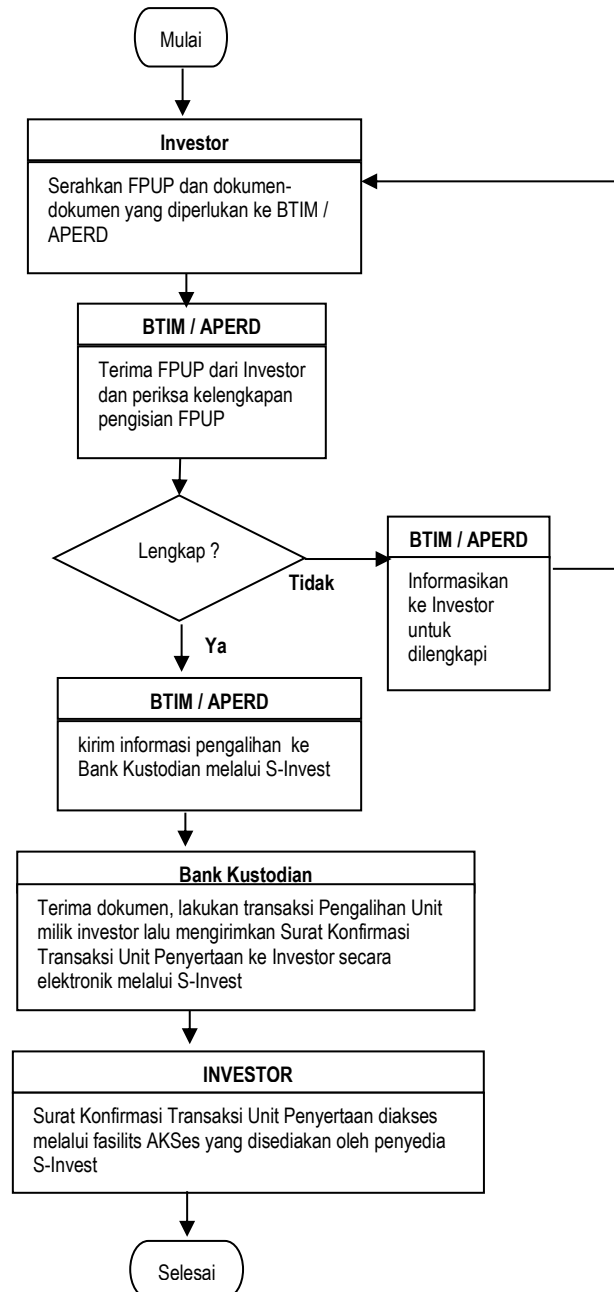 Mulai
Investor
Serahkan FPUP dan dokumen-
dokumen yang diperlukan ke BTIM /
APERD
BTIM / APERD
Terima FPUP dari Investor
dan periksa kelengkapan
pengisian FPUP
Lengkap ?
Tidak
BTIM / APERD
Informasikan
ke Investor
untuk
dilengkapi
Ya
BTIM / APERD
kirim informasi pengalihan ke
Bank Kustodian melalui S-Invest
Bank Kustodian
Terima dokumen, lakukan transaksi Pengalihan Unit
milik investor lalu mengirimkan Surat Konfirmasi
Transaksi Unit Penyertaan ke Investor secara
elektronik melalui S-Invest
INVESTOR
Surat Konfirmasi Transaksi Unit Penyertaan diakses
melalui fasilits AKSes yang disediakan oleh penyedia
S-Invest
Selesai